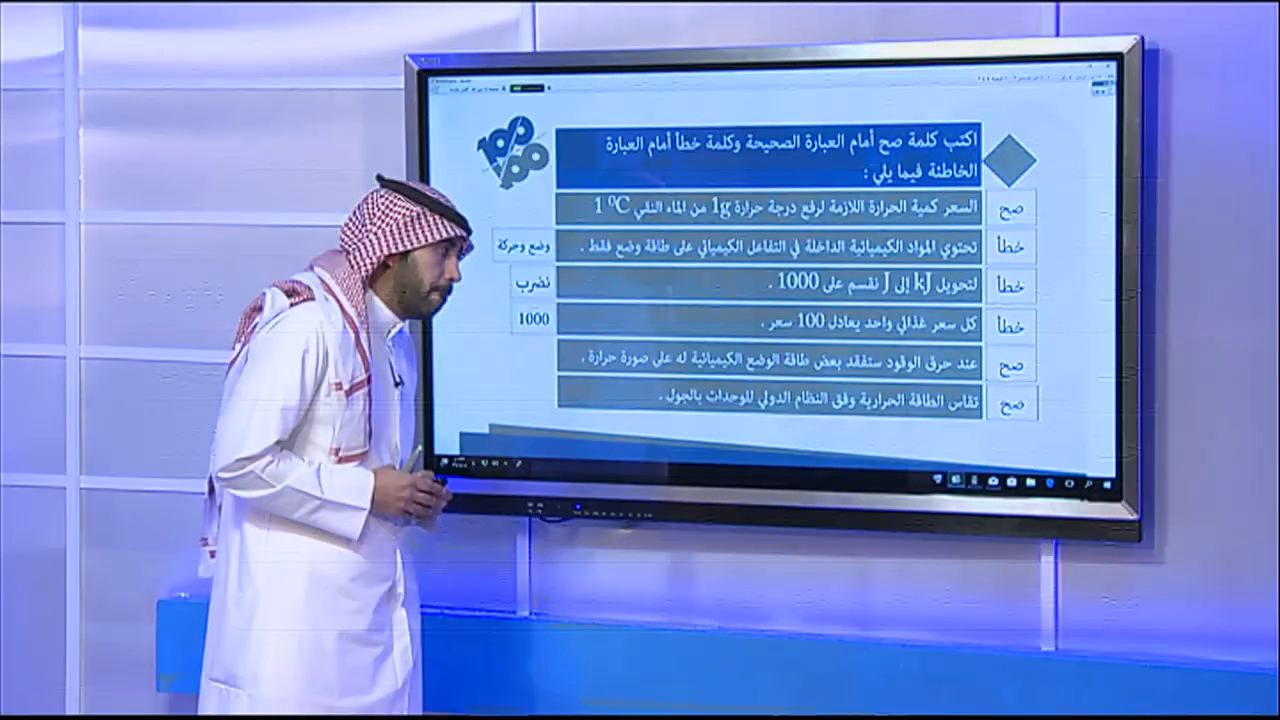 100
100
اكتب كلمة صح أمام العبارة الصحيحة وكلمة خطأ أمام العبارة
الخاطئة فيما يلي :
صح
السعر كمية الحرارة اللازمة لرفع درجة حرارة 1g من الماء النقي 1 ⁰C
خطأ
تحتوي المواد الكيميائية الداخلة في التفاعل الكيميائي على طاقة وضع فقط .
وضع وحركة
خطأ
لتحويل kJ إلى J نقسم على 1000 .
نضرب
خطأ
كل سعر غذائي واحد يعادل 100 سعر .
1000
صح
عند حرق الوقود ستفقد بعض طاقة الوضع الكيميائية له على صورة حرارة .
صح
تقاس الطاقة الحرارية وفق النظام الدولي للوحدات بالجول .